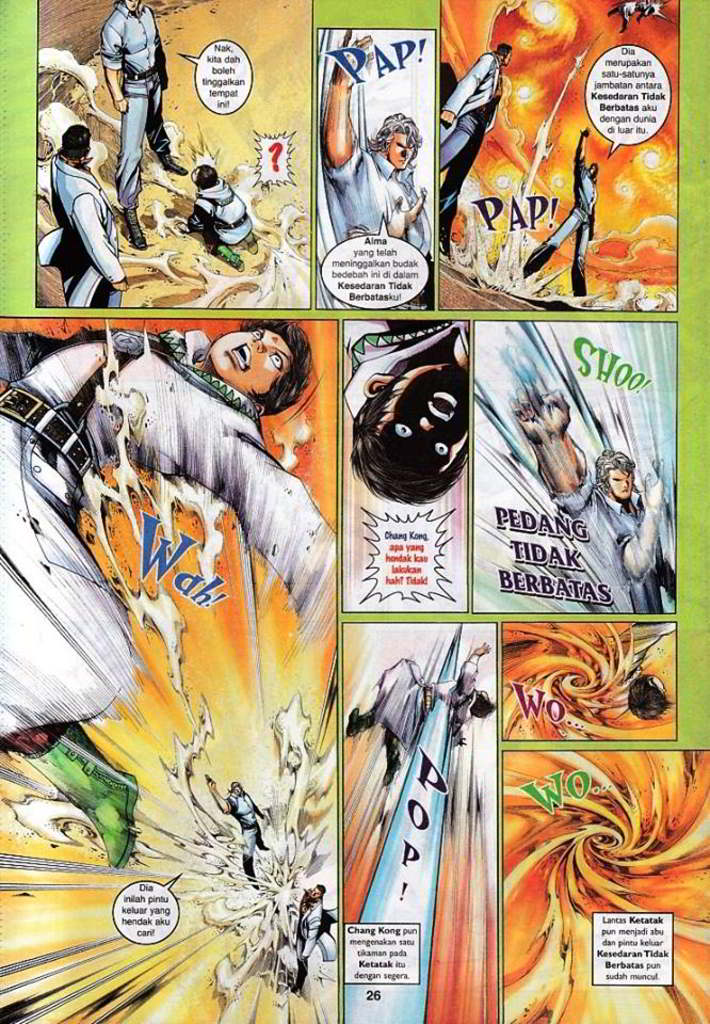 Nak,
kita dah
boleh
tinggalkan
tempat
ini!
?
PAP!
Alma
yang telah
meninggalkan budak
bedebah ini di dalam
Kesedaran Tidak
Berbatasku!
Dia
merupakan
satu-satunya
jambatan antara
Kesedaran Tidak
Berbatas aku
dengan dunia
di luar itu.
PAP!
Wah!
Dia
inilah pintu
keluar yang
hendak aku
cari!
Chang Kong,
apa yang
hendak kau
lakukan
hah? Tidak!
SHOO!
PEDANG
TIDAK
BERBATAS
POP!
Chang Kong pun
mengenakan satu
tikaman pada
Ketatak itu
dengan segera.
WO...
WO...
Lantas Ketatak
pun menjadi abu
dan pintu keluar
Kesedaran Tidak
Berbatas pun
sudah muncul.
26